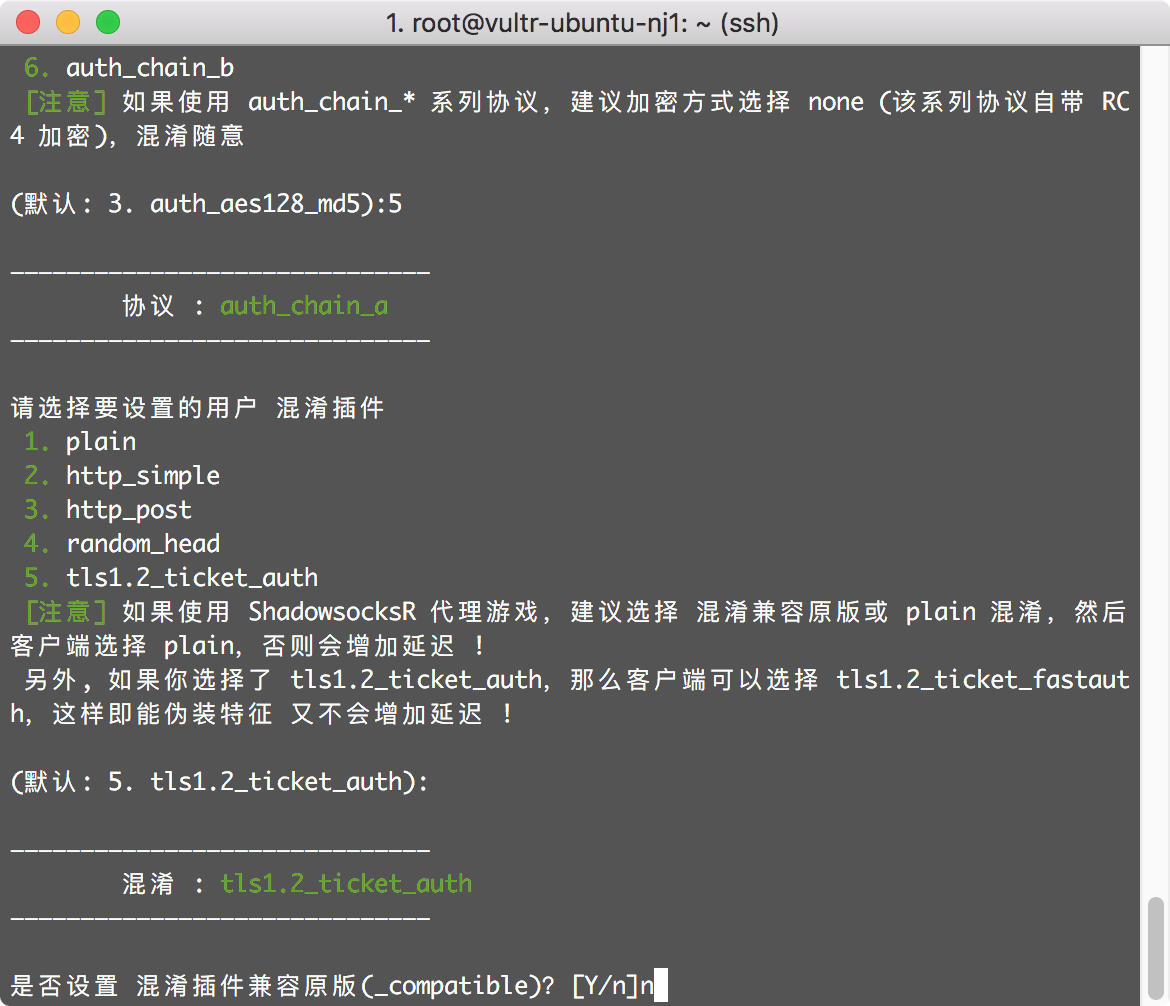 1. root@vultr-ubuntu-nj1: ~ (ssh)
6. auth_chain_b
[注意] 如果使用 auth_chain_* 系列协议, 建议加密方式选择 none (该系列协议自带 RC
4 加密), 混淆随意
(默认: 3. auth_aes128_md5):5
——————————————————————————————
协议 : auth_chain_a
——————————————————————————————
请选择要设置的用户 混淆插件
1. plain
2. http_simple
3. http_post
4. random_head
5. tls1.2_ticket_auth
[注意] 如果使用 ShadowsocksR 代理游戏, 建议选择 混淆兼容原版或 plain 混淆, 然后
客户端选择 plain, 否则会增加延迟 !
另外, 如果你选择了 tls1.2_ticket_auth, 那么客户端可以选择 tls1.2_ticket_fastaut
h, 这样即能伪装特征 又不会增加延迟 !
(默认: 5. tls1.2_ticket_auth):
——————————————————————————————
混淆 : tls1.2_ticket_auth
——————————————————————————————
是否设置 混淆插件兼容原版(_compatible)? [Y/n]n